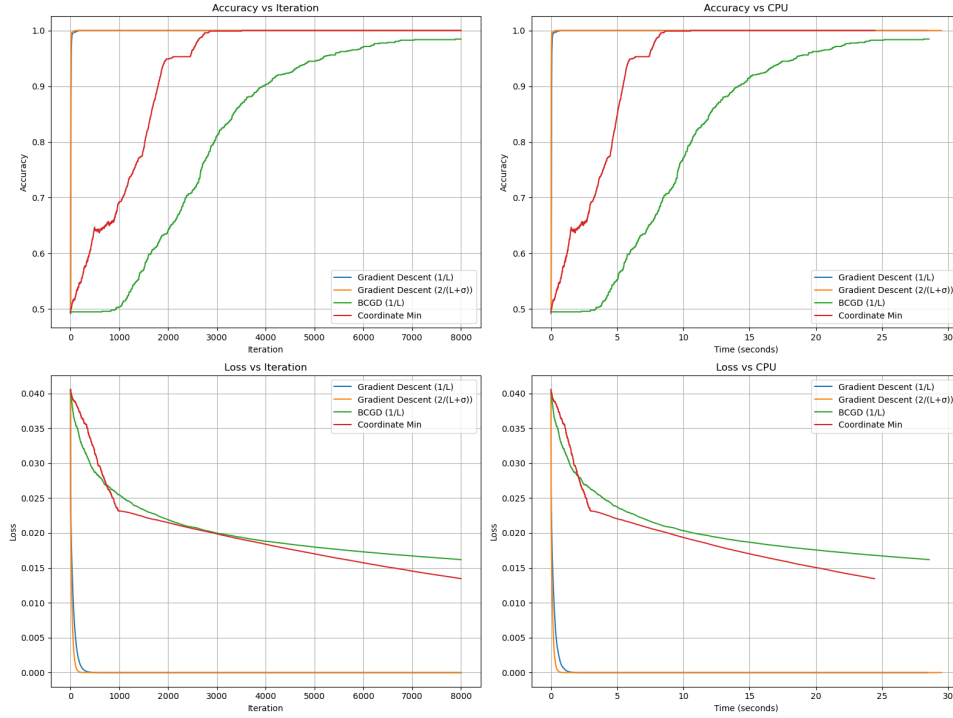 Accuracy vs Iteration
1.0
0.9
0.8
0.7
0.6
0.5
Accuracy
Gradient Descent (1/L)
Gradient Descent (2/(L+σ))
BCGD (1/L)
Coordinate Min
0 1000 2000 3000 4000 5000 6000 7000 8000
Iteration
Accuracy vs CPU
1.0
0.9
0.8
0.7
0.6
0.5
Accuracy
Gradient Descent (1/L)
Gradient Descent (2/(L+σ))
BCGD (1/L)
Coordinate Min
0 5 10 15 20 25 30
Time (seconds)
Loss vs Iteration
0.040
0.035
0.030
0.025
0.020
0.015
0.010
0.005
0.000
Loss
Gradient Descent (1/L)
Gradient Descent (2/(L+σ))
BCGD (1/L)
Coordinate Min
0 1000 2000 3000 4000 5000 6000 7000 8000
Iteration
Loss vs CPU
0.040
0.035
0.030
0.025
0.020
0.015
0.010
0.005
0.000
Loss
Gradient Descent (1/L)
Gradient Descent (2/(L+σ))
BCGD (1/L)
Coordinate Min
0 5 10 15 20 25 30
Time (seconds)